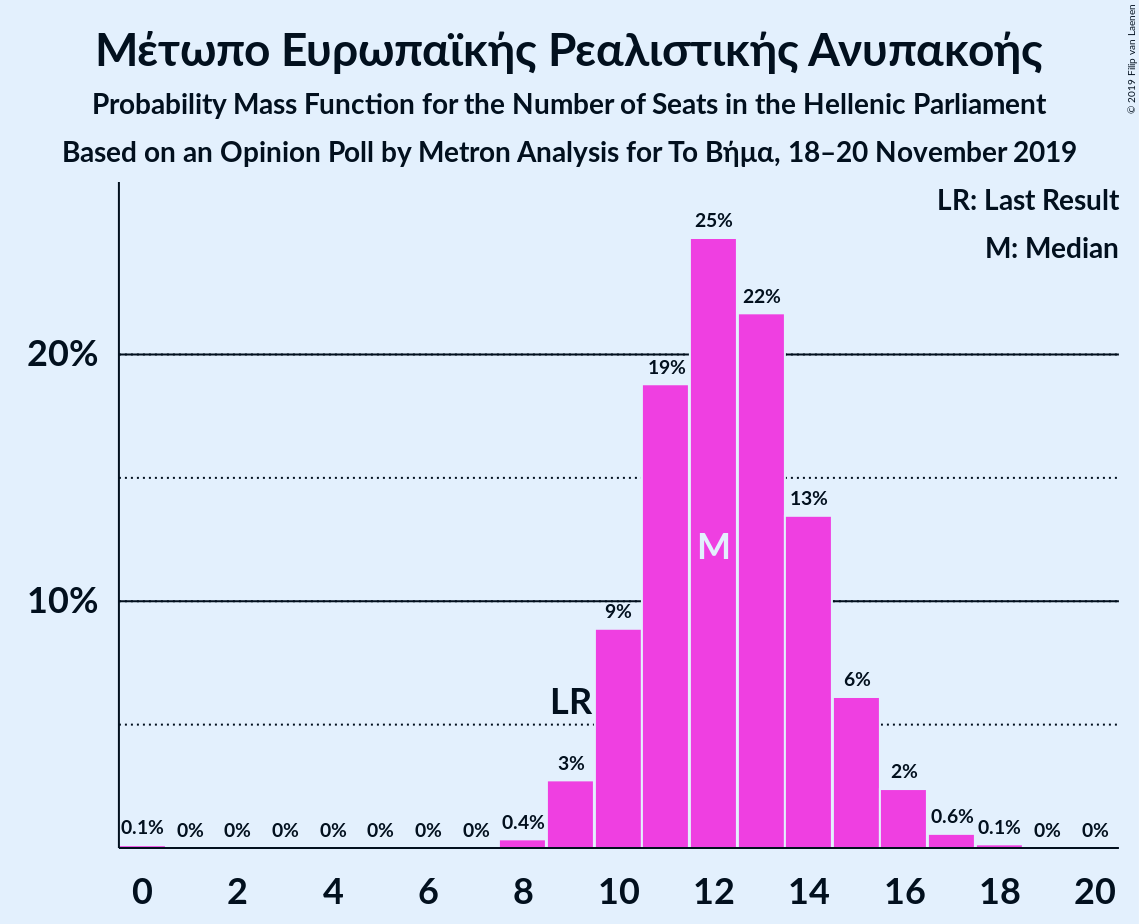 Μέτωπο Ευρωπαϊκής Ρεαλιστικής Ανυπακοής
Probability Mass Function for the Number of Seats in the Hellenic Parliament
Based on an Opinion Poll by Metron Analysis for Το Βήμα, 18–20 November 2019
© 2019 Filip van Laenen
LR: Last Result
M: Median
20%
10%
0.1%
0%
0%
0%
0%
0%
0%
0%
0.4%
3%
LR
9%
19%
25%
M
22%
13%
6%
2%
0.6%
0.1%
0%
0%
0 2 4 6 8 10 12 14 16 18 20